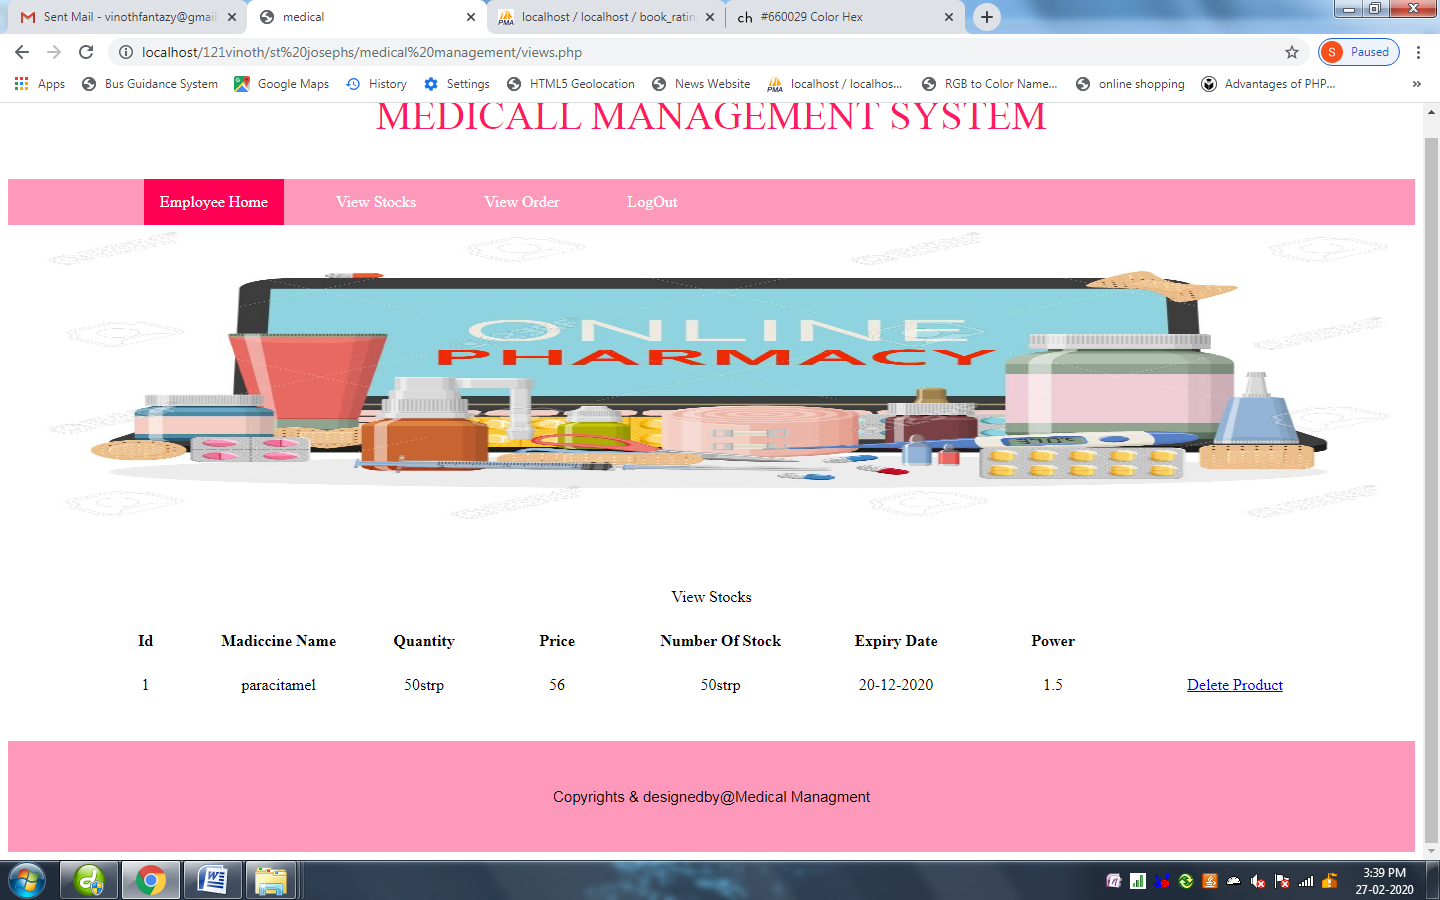 Sent Mail - vinothfantazy@gmail
medical
localhost / localhost / book_ratin
ch #660029 Color Hex
localhost/121vinoth/st%20josephs/medical%20management/views.php
S Paused
Apps
Bus Guidance System
Google Maps
History
Settings
HTML5 Geolocation
News Website
localhost / localhos...
RGB to Color Name...
online shopping
Advantages of PHP...
»
MEDICALL MANAGEMENT SYSTEM
Employee Home View Stocks View Order LogOut
ONLINE
PHARMACY
View Stocks
Id Madiccine Name Quantity Price Number Of Stock Expiry Date Power
1 paracitamel 50strp 56 50strp 20-12-2020 1.5 Delete Product
Copyrights & designedby@Medical Managment
3:39 PM
27-02-2020